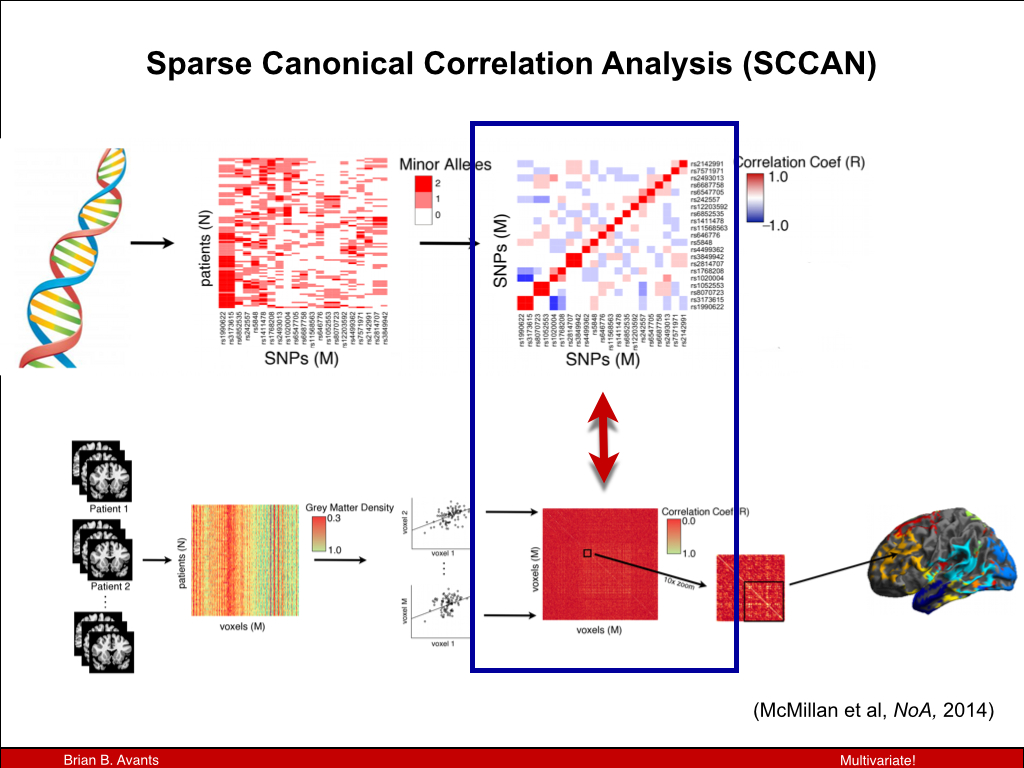 Sparse Canonical Correlation Analysis (SCCAN)
Minor Alleles
2
1
0
patients (N)
rs1990622
rs3173615
rs6852535
rs242557
rs5848
rs1411478
rs1768208
rs2493013
rs1020004
rs6547705
rs6687758
rs11568563
rs646776
rs1052553
rs8070723
rs12203592
rs4499362
rs7571971
rs2142991
rs2814707
rs3849942
SNPs (M)
SNPs (M)
rs2142991
rs7571971
rs2493013
rs6687758
rs6547705
rs242557
rs12203592
rs6852535
rs1411478
rs11568563
rs646776
rs5848
rs4499362
rs3849942
rs2814707
rs1768208
rs1020004
rs1052553
rs8070723
rs3173615
rs1990622
rs1990622
rs3173615
rs8070723
rs1052553
rs1020004
rs1768208
rs2814707
rs3849942
rs4499362
rs5848
rs646776
rs11568563
rs1411478
rs6852535
rs12203592
rs242557
rs6547705
rs6687758
rs2493013
rs7571971
rs2142991
SNPs (M)
Correlation Coef (R)
1.0
−1.0
Patient 1
Patient 2
patients (N)
voxels (M)
Grey Matter Density
0.3
1.0
voxel 2
voxel 1
voxel M
voxel 1
voxels (M)
voxels (M)
Correlation Coef (R)
0.0
1.0
10x zoom
(McMillan et al, NoA, 2014)
Brian B. Avants
Multivariate!